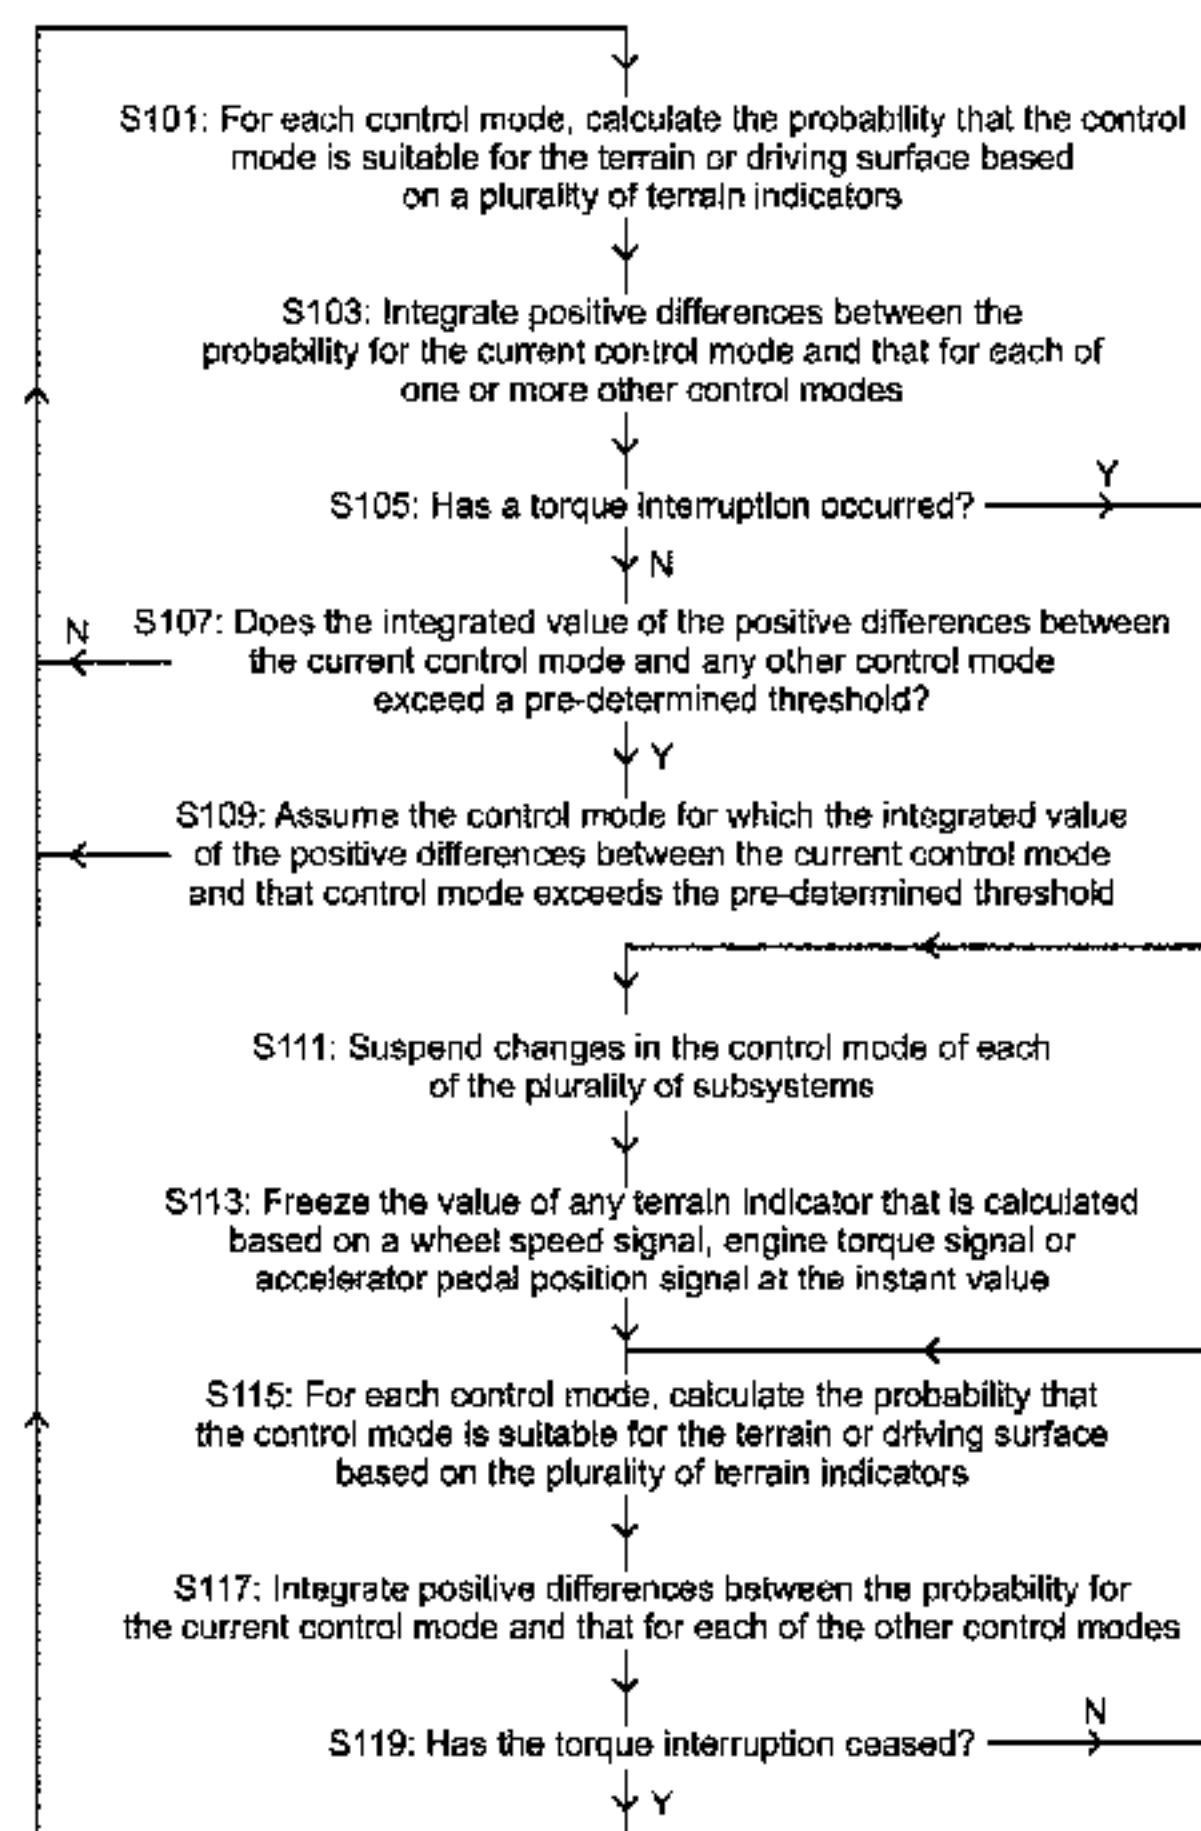 S101: For each control mode, calculate the probability that the control
mode is suitable for the terrain or driving surface based
on a plurality of terrain indicators
S103: Integrate positive differences between the
probability for the current control mode and that for each of
one or more other control modes
Y
S105: Has a torque interruption occurred?
N
N
S107: Does the integrated value of the positive differences between
the current control mode and any other control mode
exceed a pre-determined threshold?
Y
S109: Assume the control mode for which the integrated value
of the positive differences between the current control mode
and that control mode exceeds the pre-determined threshold
S111: Suspend changes in the control mode of each
of the plurality of subsystems
S113: Freeze the value of any terrain indicator that is calculated
based on a wheel speed signal, engine torque signal or
accelerator pedal position signal at the instant value
S115: For each control mode, calculate the probability that
the control mode is suitable for the terrain or driving surface
based on the plurality of terrain indicators
S117: Integrate positive differences between the probability for
the current control mode and that for each of the other control modes
N
S119: Has the torque interruption ceased?
Y